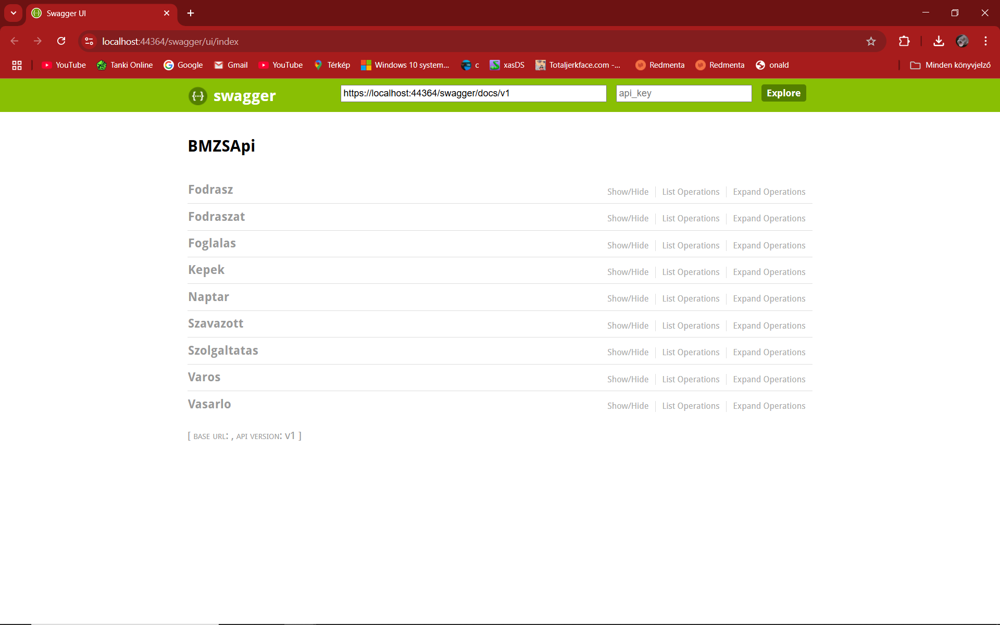 Swagger UI
localhost:44364/swagger/ui/index
YouTube Tanki Online Google Gmail YouTube Térkép Windows 10 system... c xasDS Totaljerkface.com -... Redmenta Redmenta onald Minden könyvjelző
swagger https://localhost:44364/swagger/docs/v1 api_key Explore
BMZSApi
Fodrasz Show/Hide List Operations Expand Operations
Fodraszat Show/Hide List Operations Expand Operations
Foglalas Show/Hide List Operations Expand Operations
Kepek Show/Hide List Operations Expand Operations
Naptar Show/Hide List Operations Expand Operations
Szavazott Show/Hide List Operations Expand Operations
Szolgaltatas Show/Hide List Operations Expand Operations
Varos Show/Hide List Operations Expand Operations
Vasarlo Show/Hide List Operations Expand Operations
[ BASE URL: , API VERSION: v1 ]